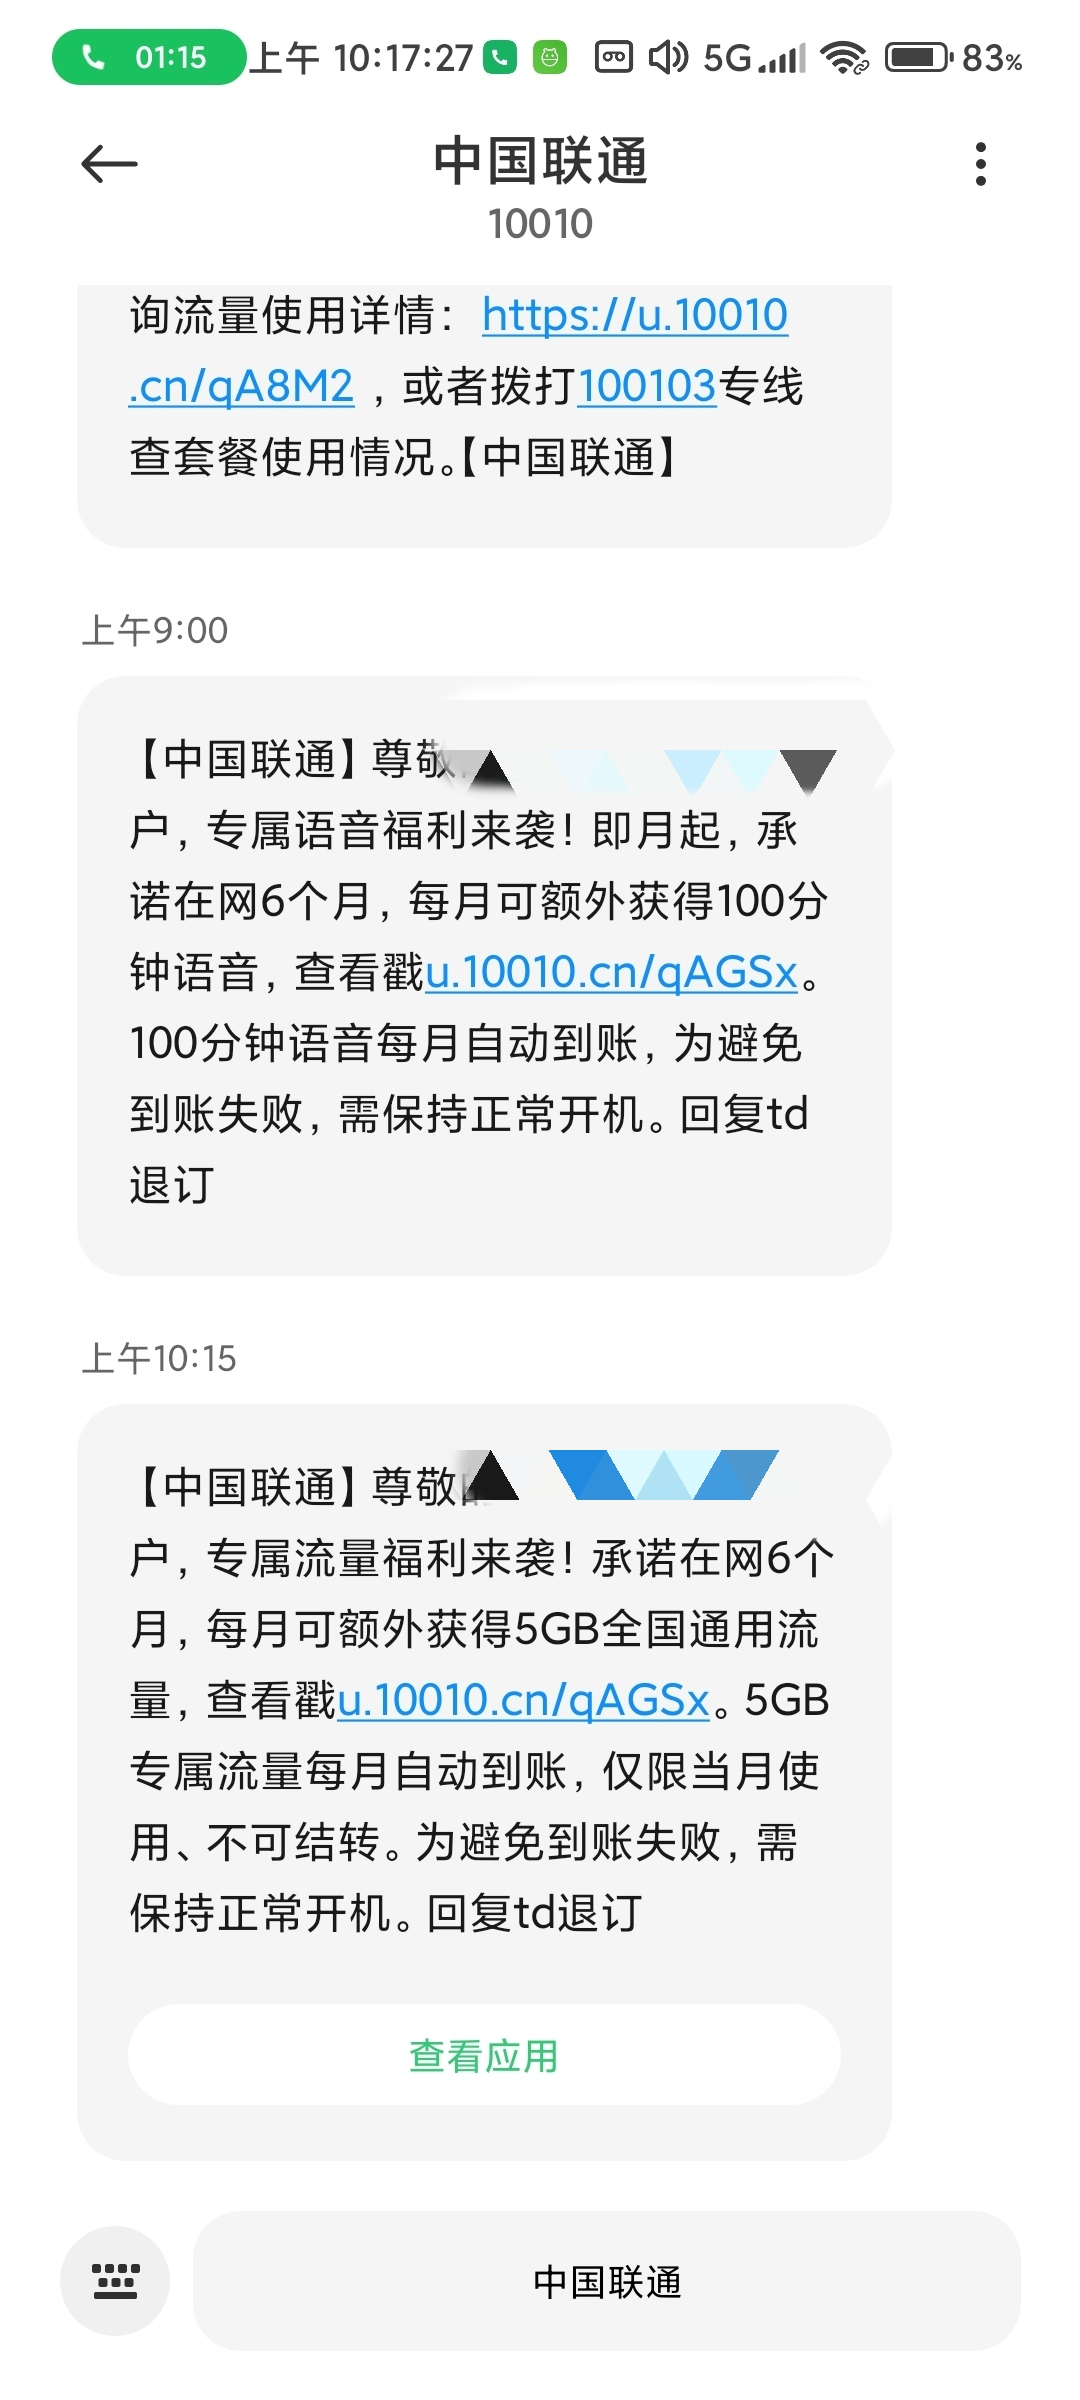 01:15 上午 10:17:27 5G 83%
中国联通
10010
询流量使用详情：https://u.10010
.cn/qA8M2 ，或者拨打100103专线
查套餐使用情况。【中国联通】
上午9:00
【中国联通】尊敬
户，专属语音福利来袭！即月起，承
诺在网6个月，每月可额外获得100分
钟语音，查看戳u.10010.cn/qAGSx。
100分钟语音每月自动到账，为避免
到账失败，需保持正常开机。回复td
退订
上午10:15
【中国联通】尊敬
户，专属流量福利来袭！承诺在网6个
月，每月可额外获得5GB全国通用流
量，查看戳u.10010.cn/qAGSx。5GB
专属流量每月自动到账，仅限当月使
用、不可结转。为避免到账失败，需
保持正常开机。回复td退订
查看应用
中国联通